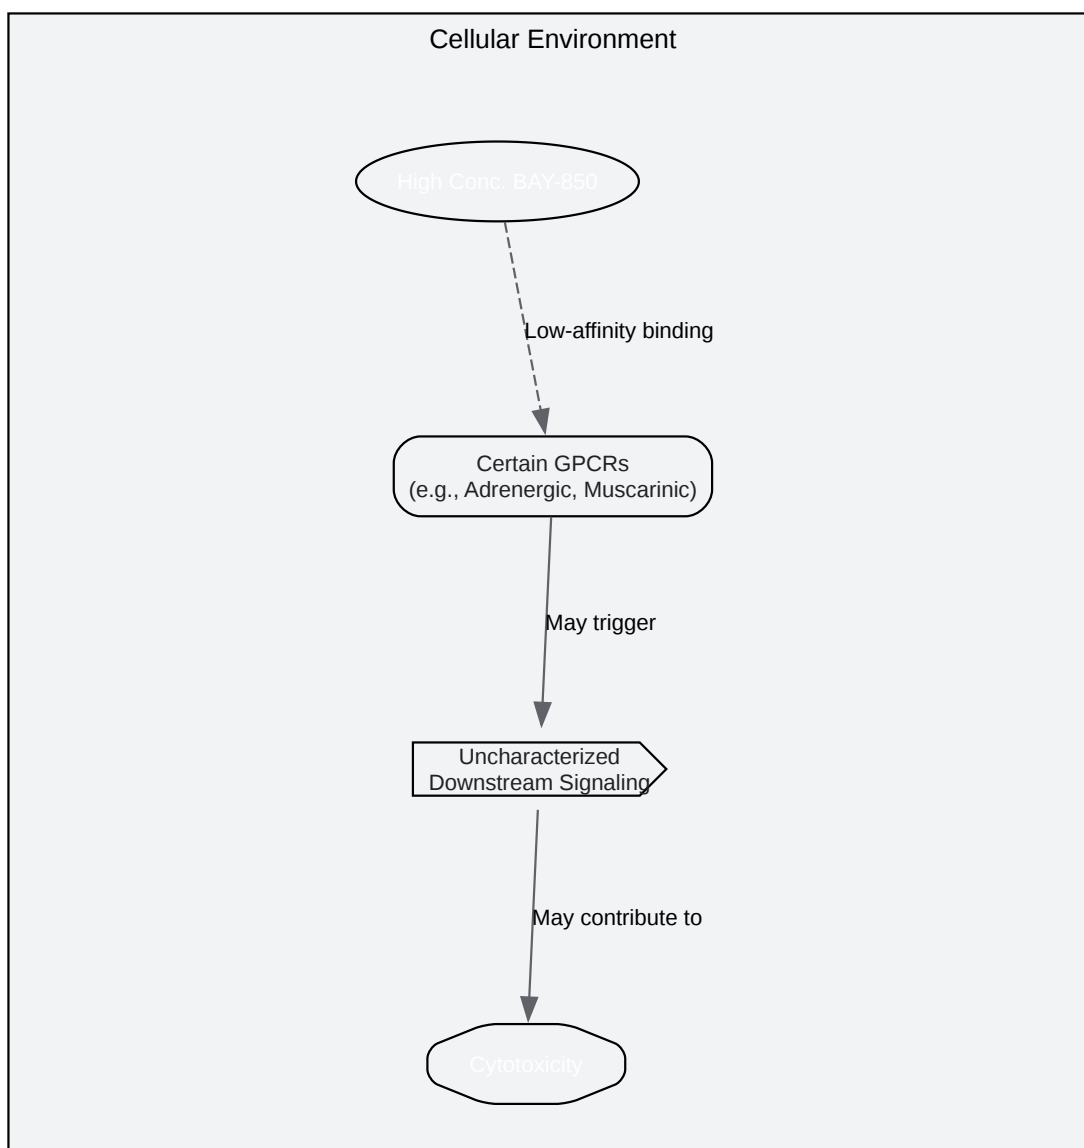 Cellular Environment
High Conc. BAY-850
Low-affinity binding
Certain GPCRs
(e.g., Adrenergic, Muscarinic)
May trigger
Uncharacterized
Downstream Signaling
May contribute to
Cytotoxicity